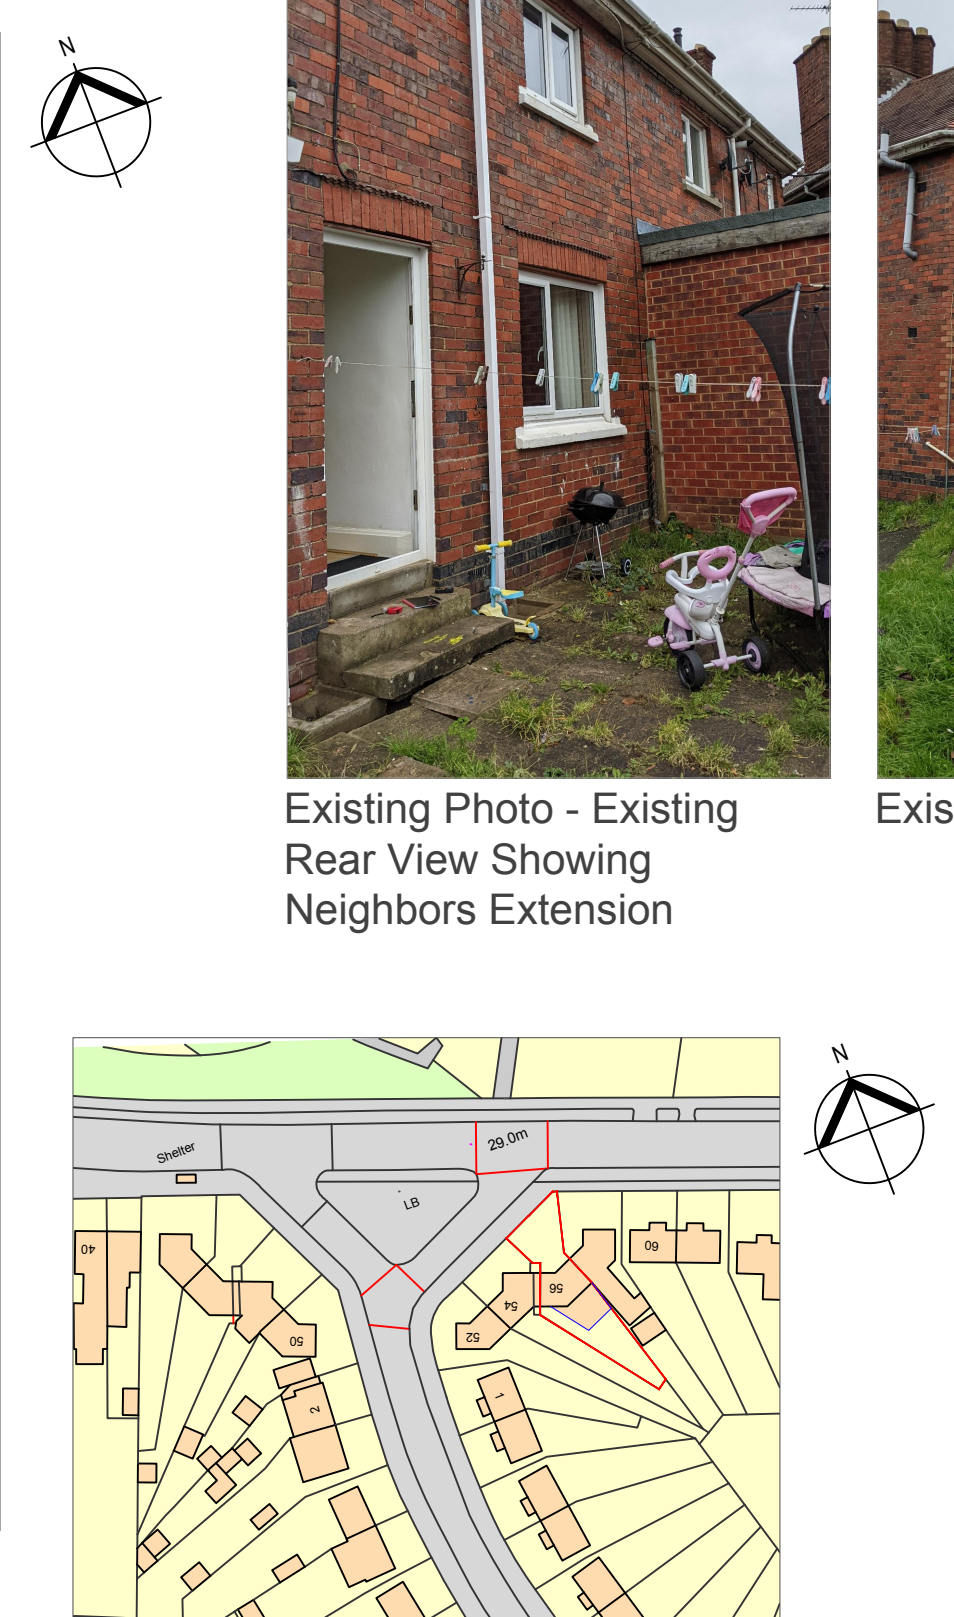 N
Existing Photo - Existing
Rear View Showing
Neighbors Extension
Exis
N
Shelter
29.0m
LB
40
60
56
54
52
50
1
2